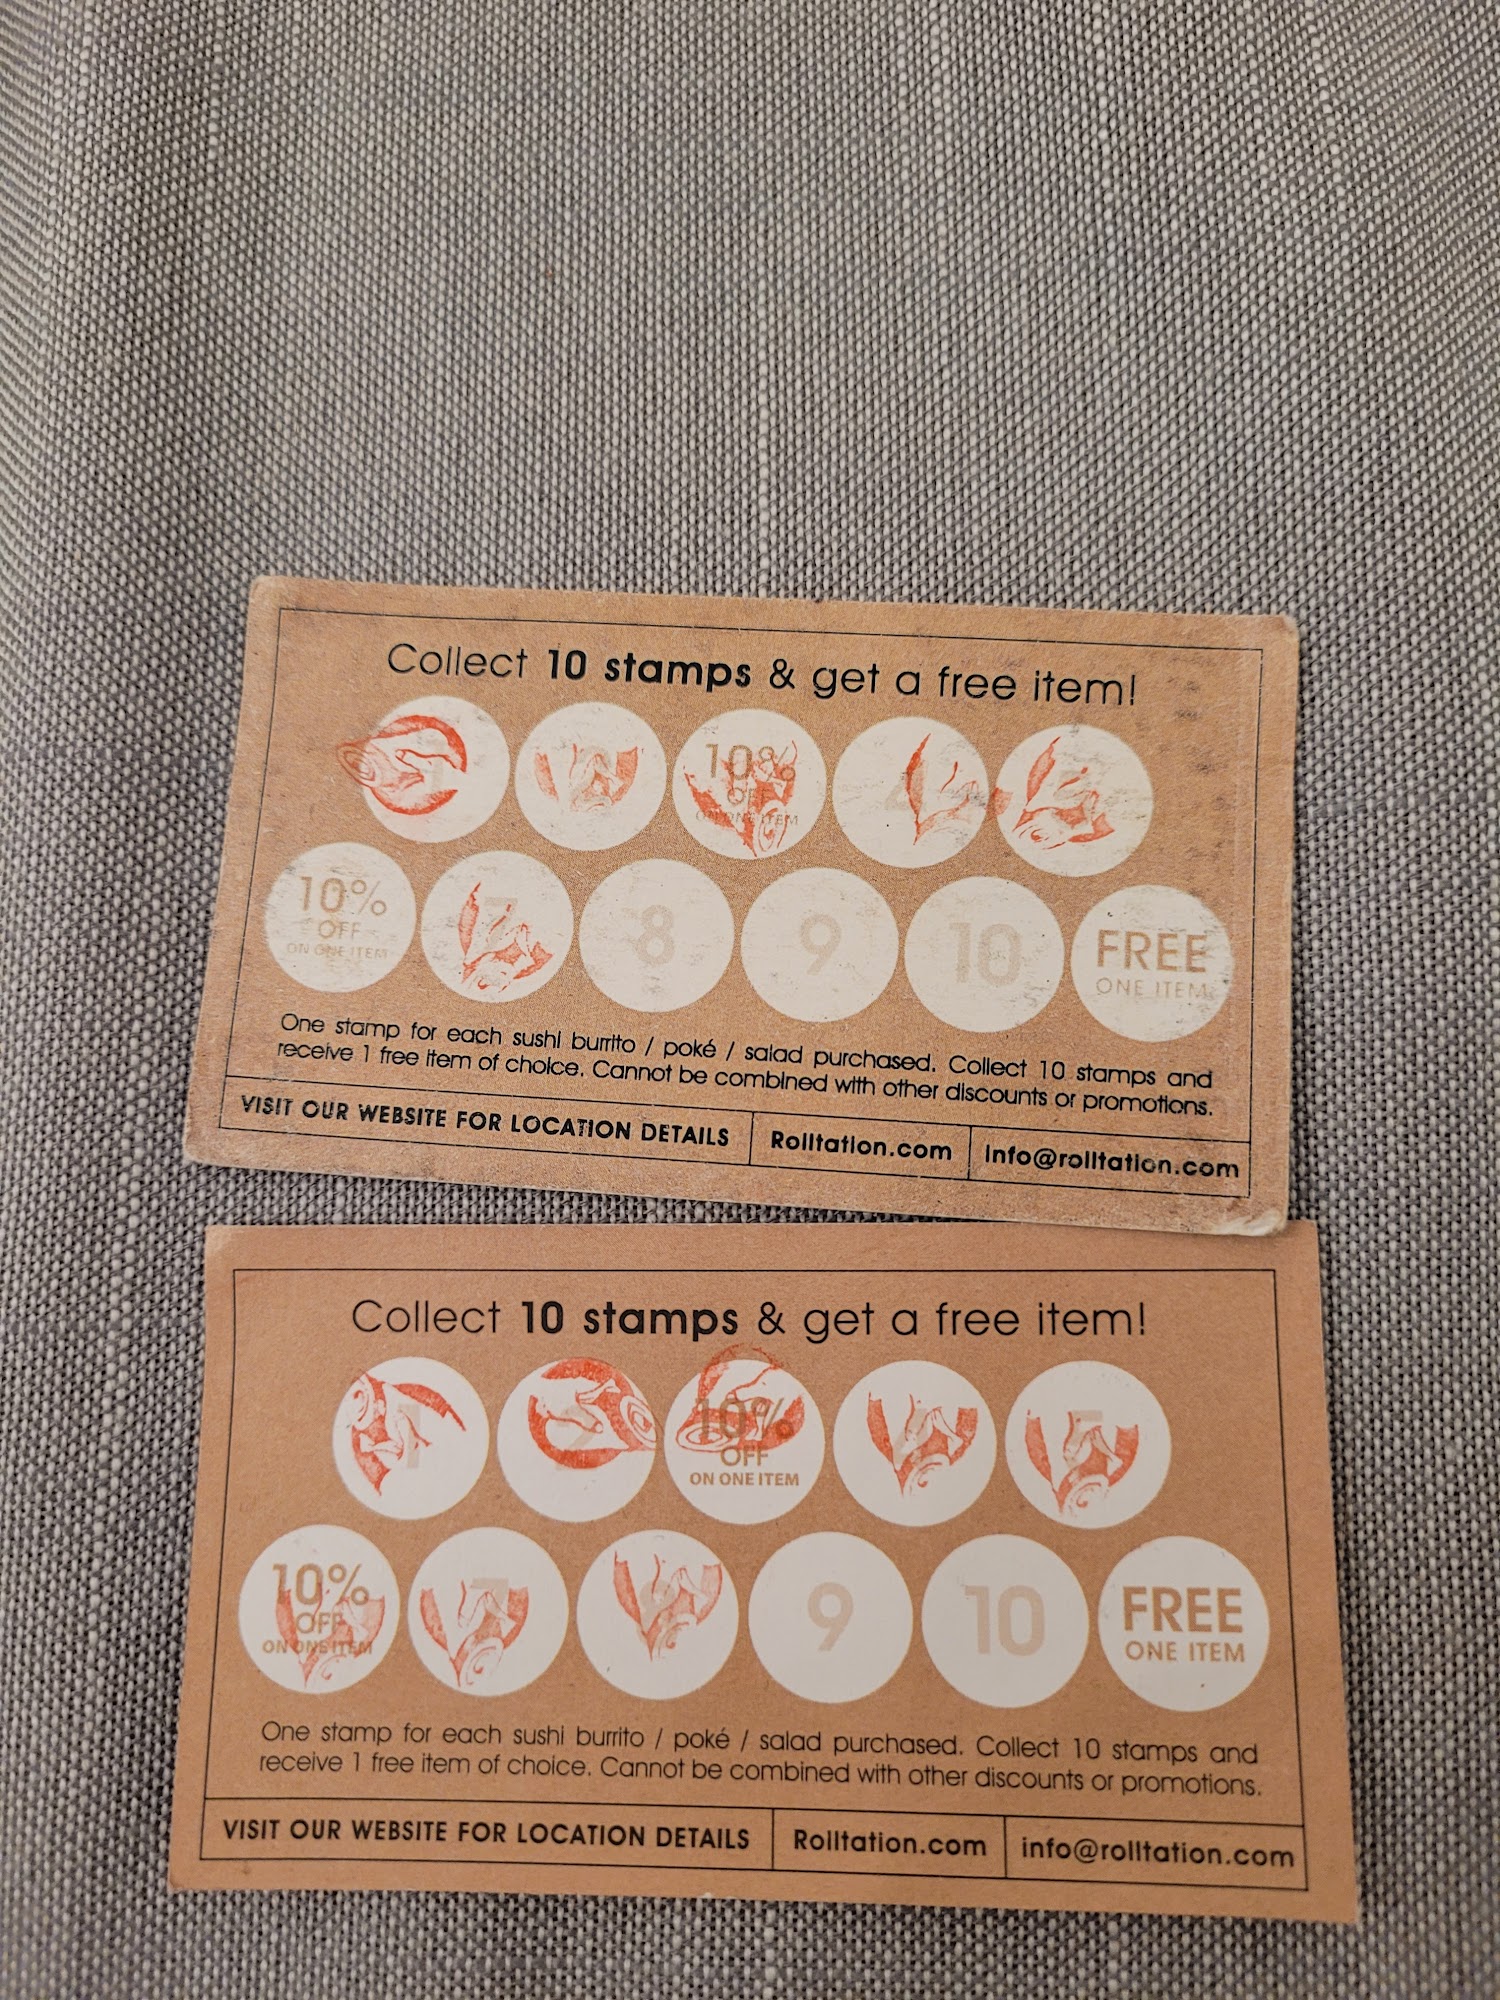 Collect 10 stamps & get a free item!
10%
OFF
ON ONE ITEM
10%
OFF
ON ONE ITEM
7
8
9
10
FREE
ONE ITEM
One stamp for each sushi burrito / poké / salad purchased. Collect 10 stamps and
receive 1 free item of choice. Cannot be combined with other discounts or promotions.
VISIT OUR WEBSITE FOR LOCATION DETAILS
Rolltation.com
info@rolltation.com
Collect 10 stamps & get a free item!
1
2
10%
OFF
ON ONE ITEM
10%
OFF
ON ONE ITEM
7
9
10
FREE
ONE ITEM
One stamp for each sushi burrito / poké / salad purchased. Collect 10 stamps and
receive 1 free item of choice. Cannot be combined with other discounts or promotions.
VISIT OUR WEBSITE FOR LOCATION DETAILS
Rolltation.com
info@rolltation.com